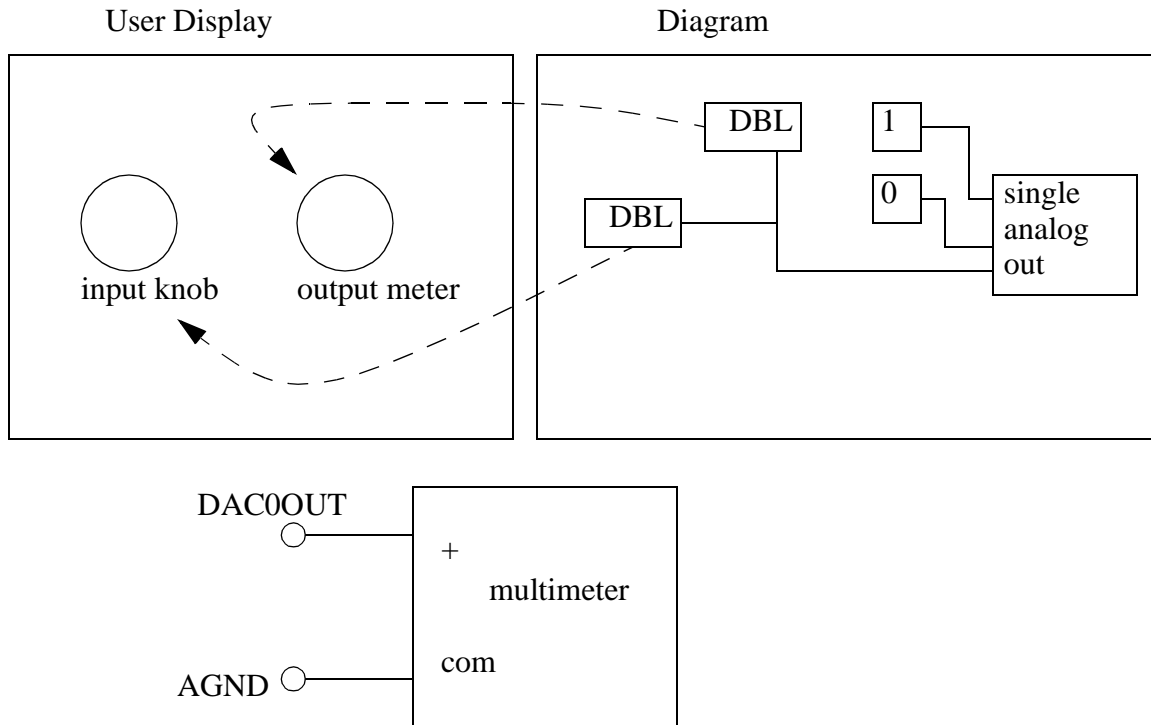 User Display
Diagram
DBL
1
DBL
0
single
analog
out
input knob
output meter
DAC0OUT
+
multimeter
com
AGND